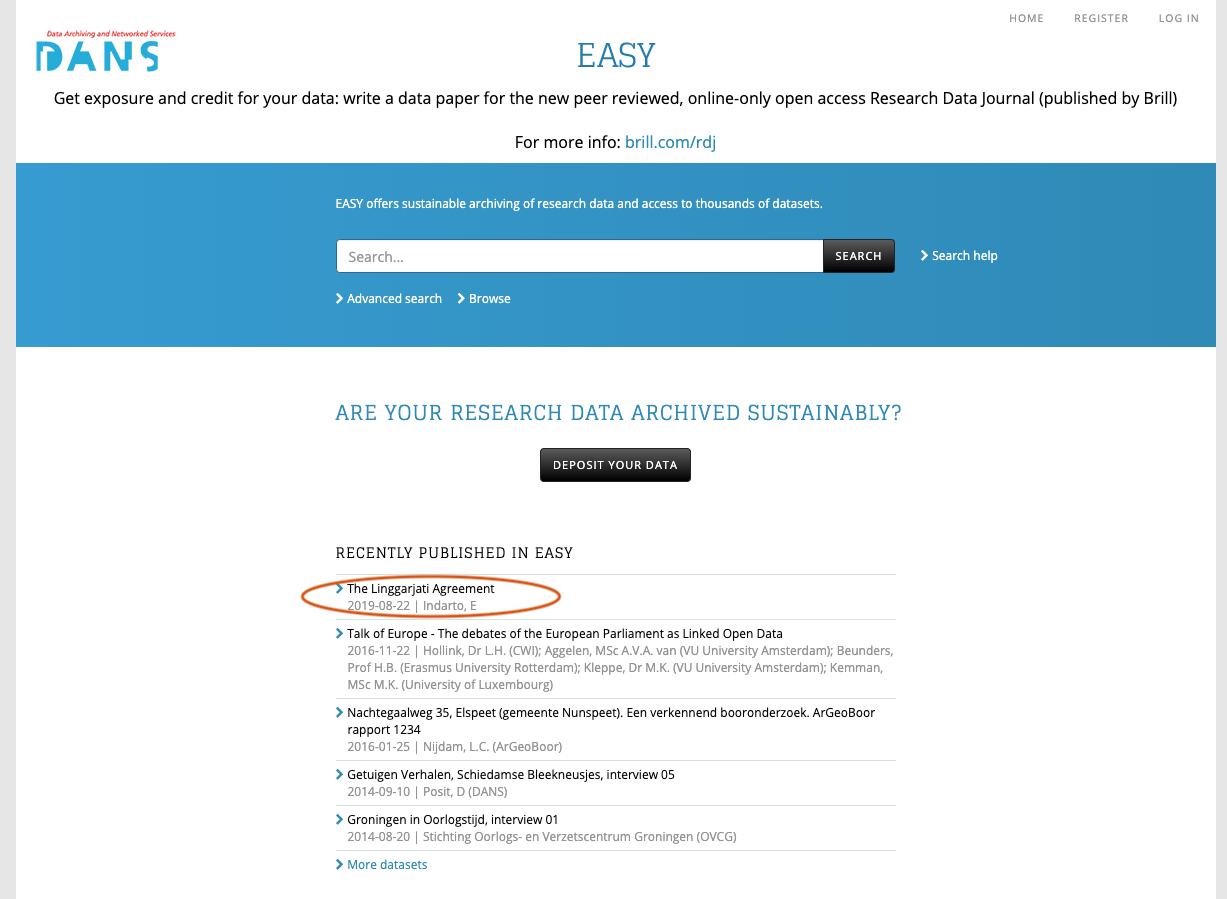 HOME REGISTER LOG IN
Data Archiving and Networked Services
DANS
EASY
Get exposure and credit for your data: write a data paper for the new peer reviewed, online-only open access Research Data Journal (published by Brill)
For more info: brill.com/rdj
EASY offers sustainable archiving of research data and access to thousands of datasets.
Search... SEARCH Search help
Advanced search Browse
ARE YOUR RESEARCH DATA ARCHIVED SUSTAINABLY?
DEPOSIT YOUR DATA
RECENTLY PUBLISHED IN EASY
The Linggarjati Agreement
2019-08-22 | Indarto, E
Talk of Europe - The debates of the European Parliament as Linked Open Data
2016-11-22 | Hollink, Dr L.H. (CWI); Aggelen, MSc A.V.A. van (VU University Amsterdam); Beunders,
Prof H.B. (Erasmus University Rotterdam); Kleppe, Dr M.K. (VU University Amsterdam); Kemman,
MSc M.K. (University of Luxembourg)
Nachtegaalweg 35, Elspeet (gemeente Nunspeet). Een verkennend booronderzoek. ArGeoBoor
rapport 1234
2016-01-25 | Nijdam, L.C. (ArGeoBoor)
Getuigen Verhalen, Schiedamse Bleekneusjes, interview 05
2014-09-10 | Posit, D (DANS)
Groningen in Oorlogstijd, interview 01
2014-08-20 | Stichting Oorlogs- en Verzetscentrum Groningen (OVCG)
More datasets